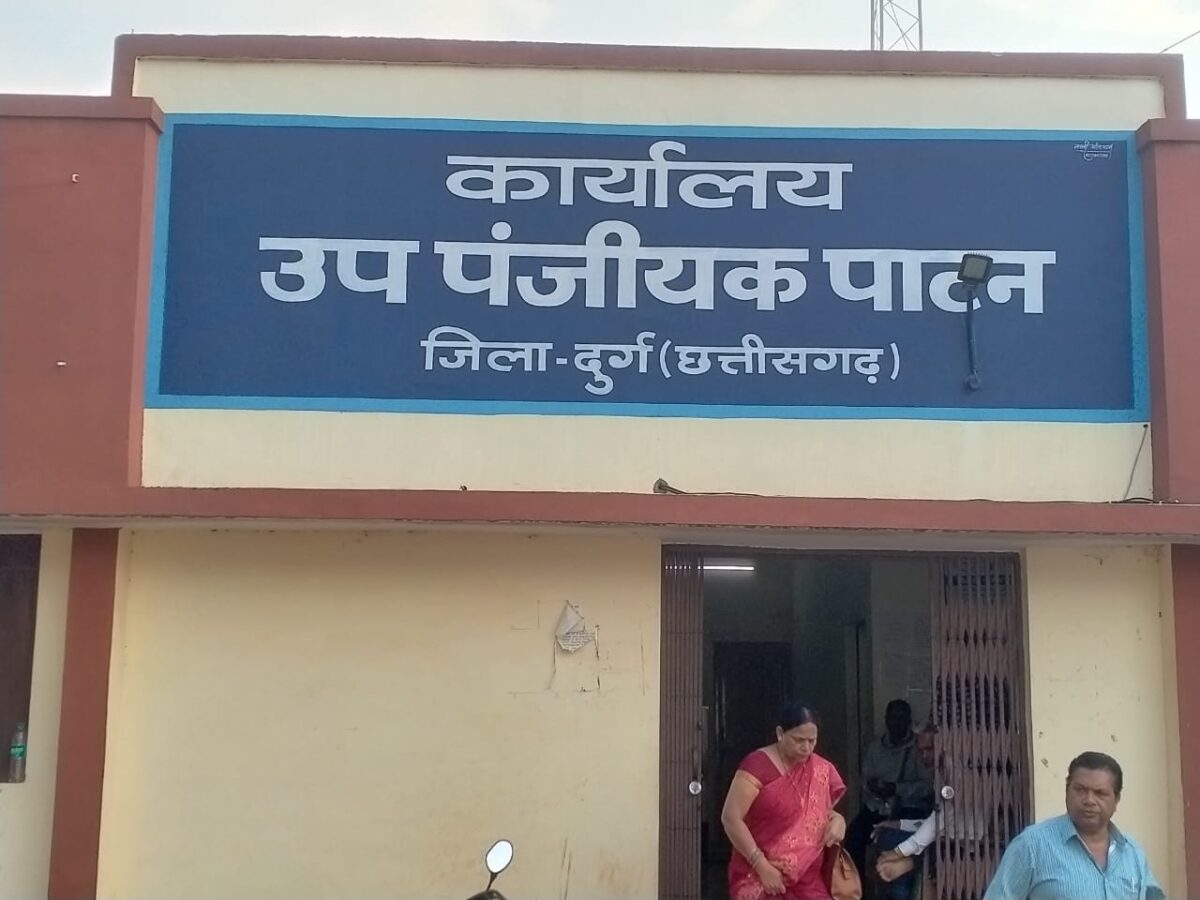 कार्यालय
उप पंजीयक पाटन
जिला-दुर्ग (छत्तीसगढ़)